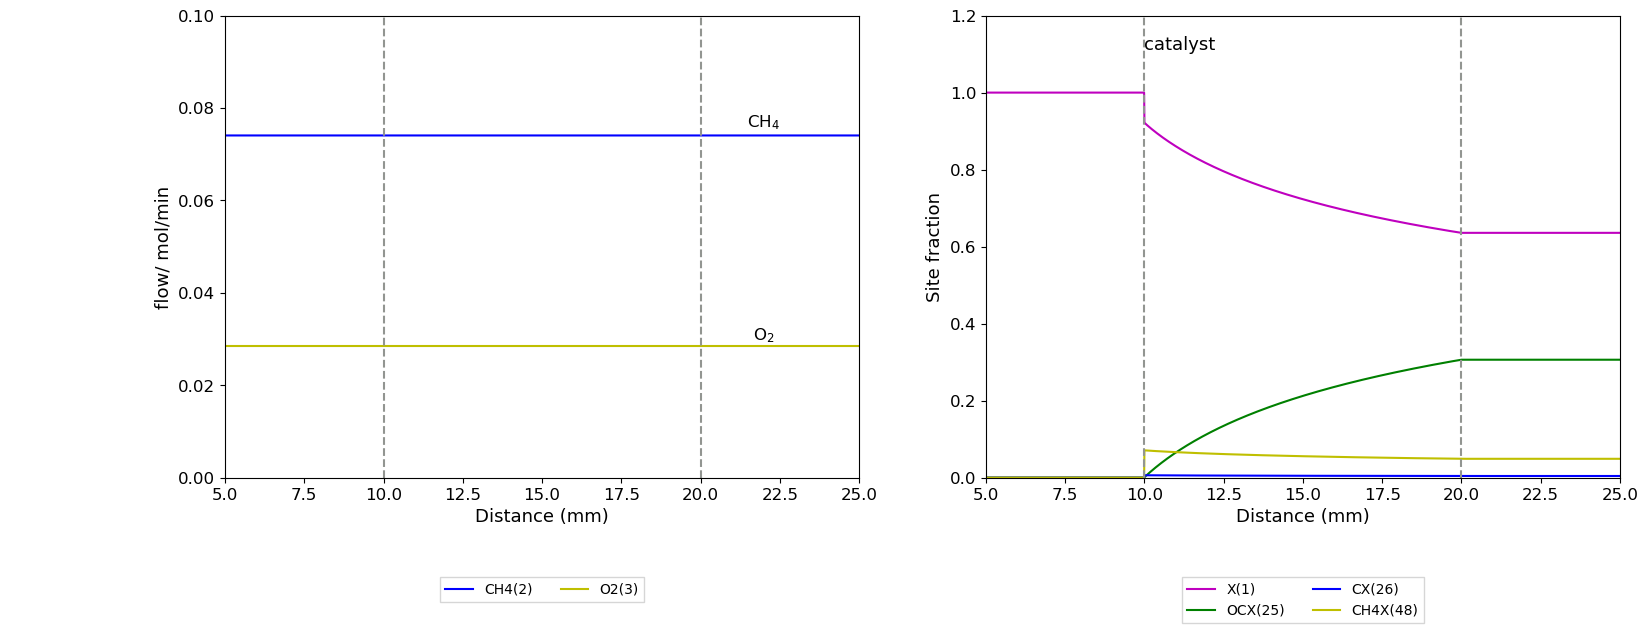 0.10
0.08
0.06
0.04
0.02
0.00
flow/ mol/min
CH₄
O₂
5.0 7.5 10.0 12.5 15.0 17.5 20.0 22.5 25.0
Distance (mm)
CH4(2) O2(3)
1.2
1.0
0.8
0.6
0.4
0.2
0.0
Site fraction
catalyst
5.0 7.5 10.0 12.5 15.0 17.5 20.0 22.5 25.0
Distance (mm)
X(1) CX(26)
OCX(25) CH4X(48)